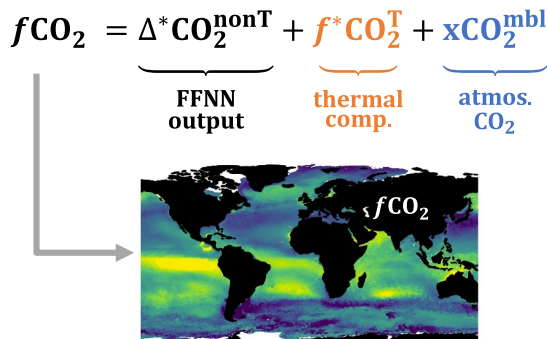 fCO₂ = Δ*CO₂ⁿᵒⁿᵀ + f*CO₂ᵀ + xCO₂ᵐᵇˡ
FFNN thermal atmos.
output comp. CO₂
fCO₂